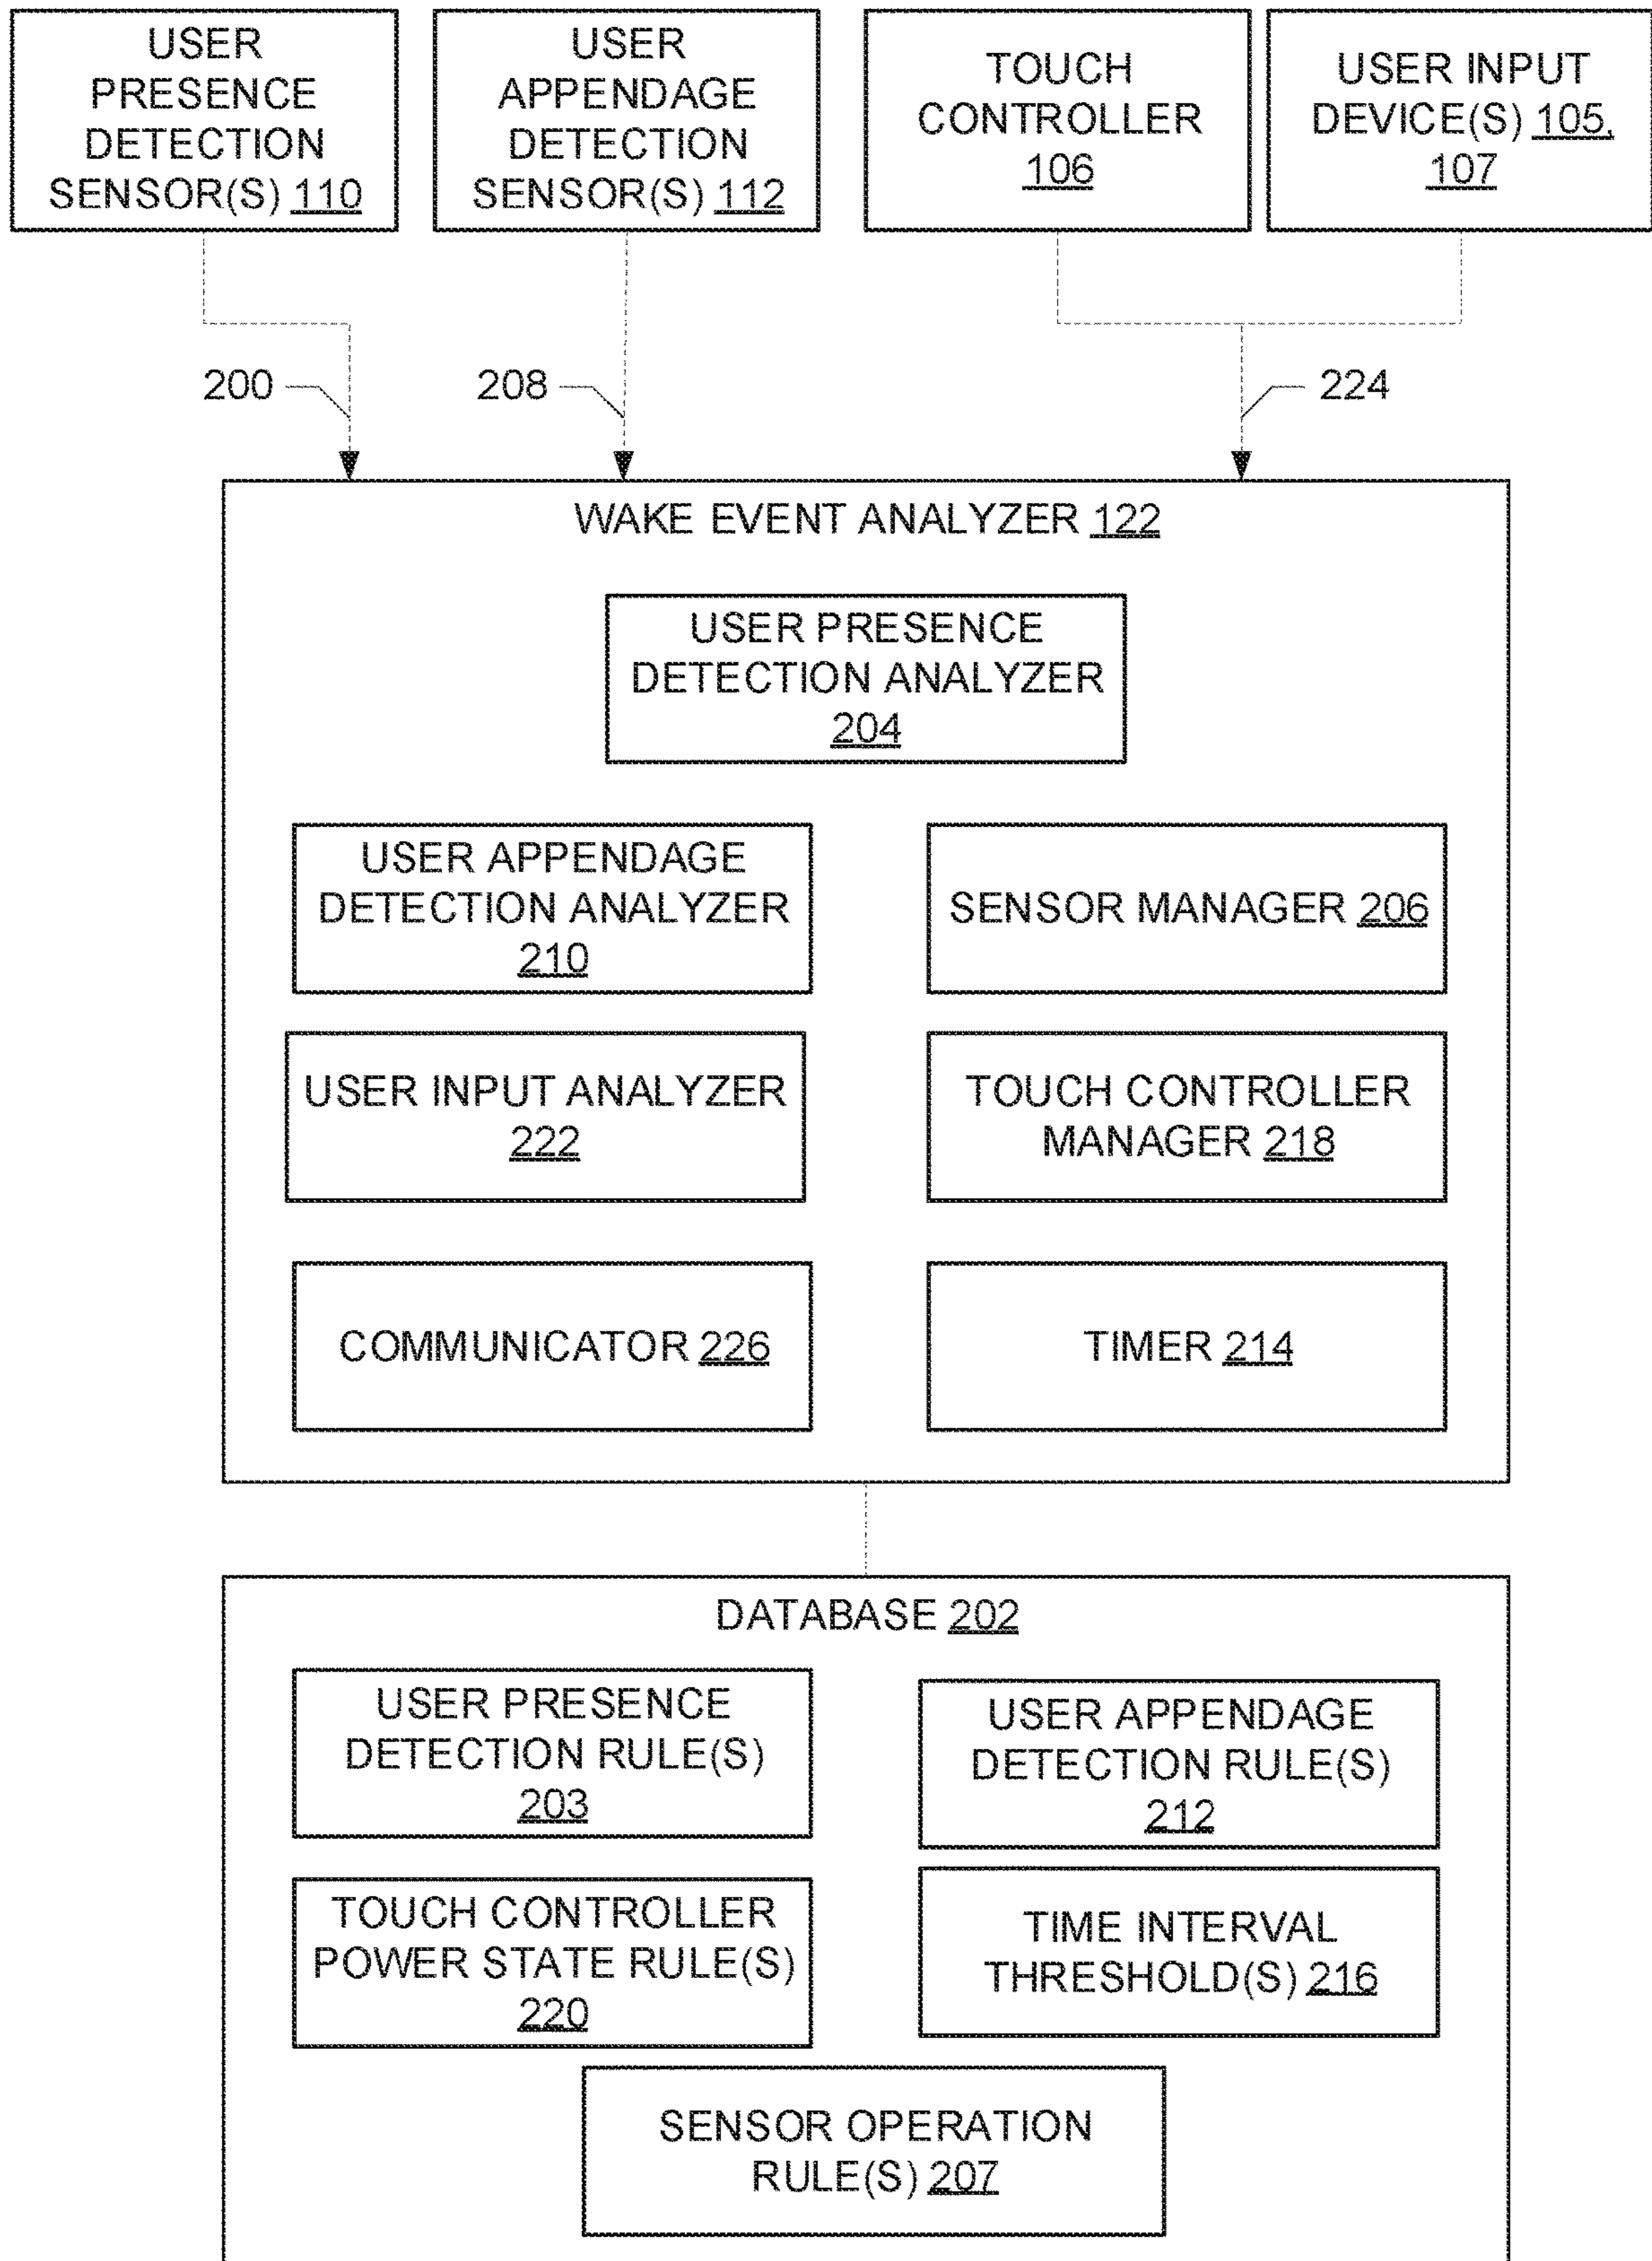 USER
PRESENCE
DETECTION
SENSOR(S) 110
USER
APPENDAGE
DETECTION
SENSOR(S) 112
TOUCH
CONTROLLER
106
USER INPUT
DEVICE(S) 105,
107
200
208
224
WAKE EVENT ANALYZER 122
USER PRESENCE
DETECTION ANALYZER
204
USER APPENDAGE
DETECTION ANALYZER
210
SENSOR MANAGER 206
USER INPUT ANALYZER
222
TOUCH CONTROLLER
MANAGER 218
COMMUNICATOR 226
TIMER 214
DATABASE 202
USER PRESENCE
DETECTION RULE(S)
203
USER APPENDAGE
DETECTION RULE(S)
212
TOUCH CONTROLLER
POWER STATE RULE(S)
220
TIME INTERVAL
THRESHOLD(S) 216
SENSOR OPERATION
RULE(S) 207